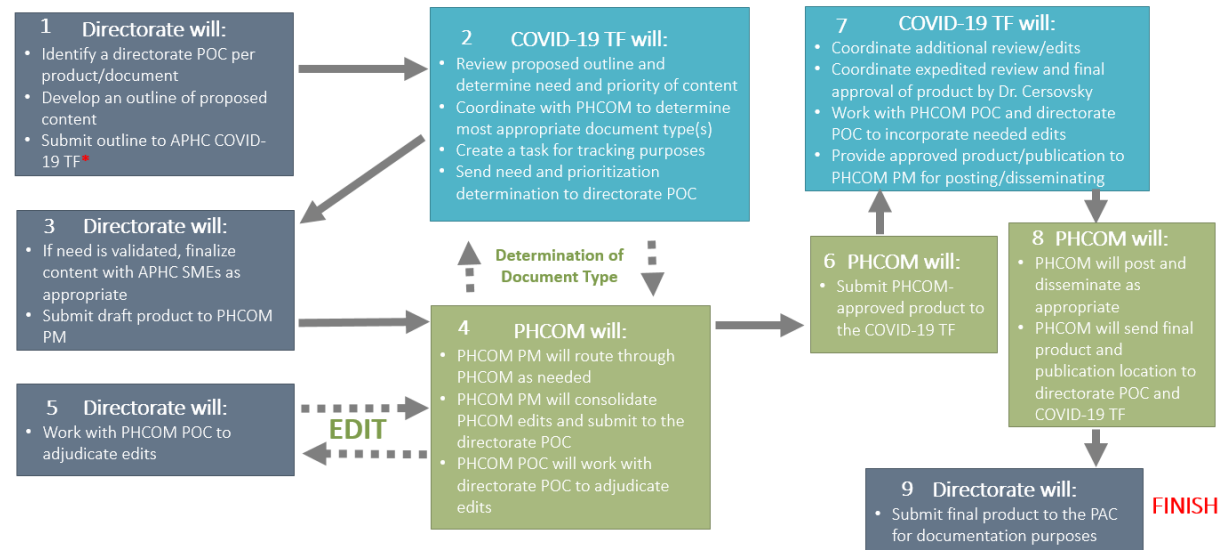 1 Directorate will:
• Identify a directorate POC per
product/document
• Develop an outline of proposed
content
• Submit outline to APHC COVID-
19 TF*
2 COVID-19 TF will:
• Review proposed outline and
determine need and priority of content
• Coordinate with PHCOM to determine
most appropriate document type(s)
• Create a task for tracking purposes
• Send need and prioritization
determination to directorate POC
3 Directorate will:
• If need is validated, finalize
content with APHC SMEs as
appropriate
• Submit draft product to PHCOM
PM
Determination of
Document Type
4 PHCOM will:
• PHCOM PM will route through
PHCOM as needed
• PHCOM PM will consolidate
PHCOM edits and submit to the
directorate POC
• PHCOM POC will work with
directorate POC to adjudicate
edits
5 Directorate will:
• Work with PHCOM POC to
adjudicate edits
EDIT
6 PHCOM will:
• Submit PHCOM-
approved product to
the COVID-19 TF
7 COVID-19 TF will:
• Coordinate additional review/edits
• Coordinate expedited review and final
approval of product by Dr. Cersovsky
• Work with PHCOM POC and directorate
POC to incorporate needed edits
• Provide approved product/publication to
PHCOM PM for posting/disseminating
8 PHCOM will:
• PHCOM will post and
disseminate as
appropriate
• PHCOM will send final
product and
publication location to
directorate POC and
COVID-19 TF
9 Directorate will:
• Submit final product to the PAC
for documentation purposes
FINISH